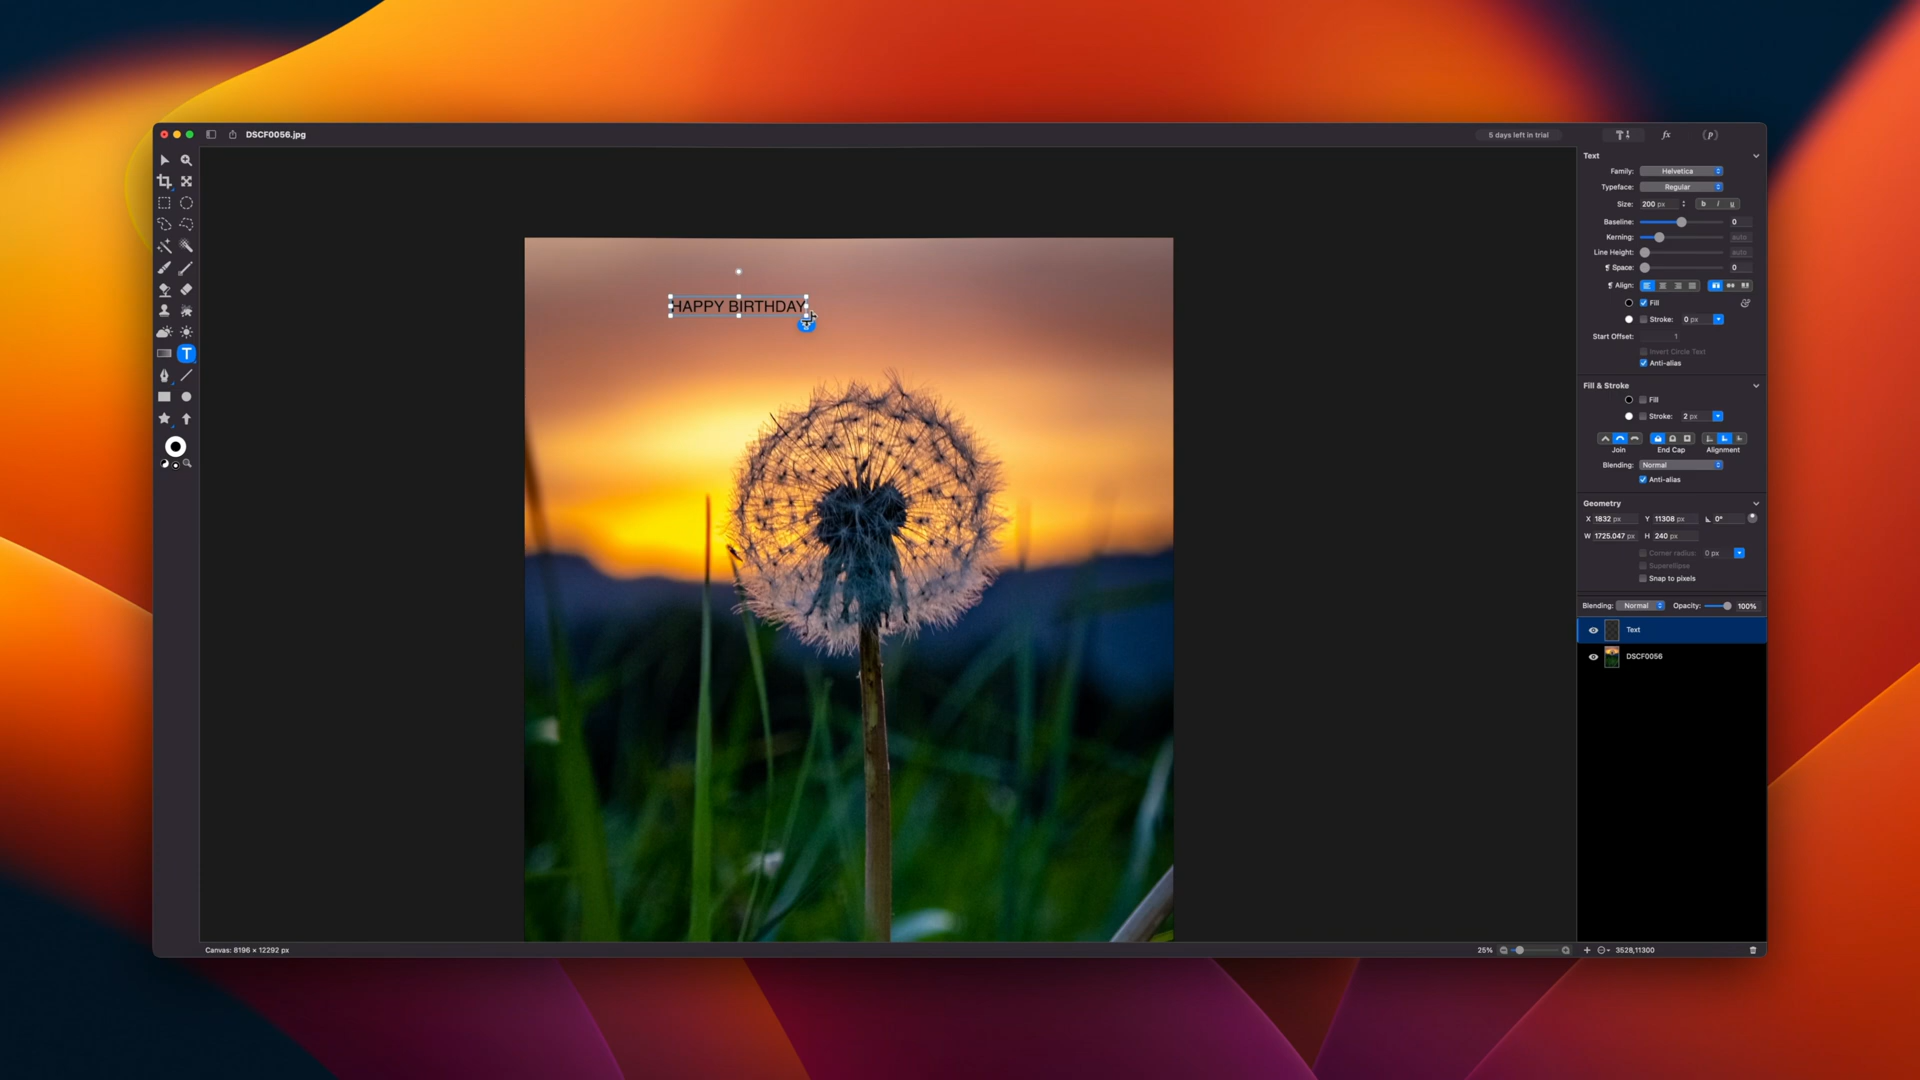 DSCF0056.jpg
5 days left in trial
fx
{p}
Text
Family: Helvetica
Typeface: Regular
Size: 200 px
b i u
Baseline: 0
Kerning: auto
Line Height: auto
¶ Space: 0
¶ Align:
Fill
Stroke: 0 px
Start Offset: 1
Invert Circle Text
Anti-alias
Fill & Stroke
Fill
Stroke: 2 px
Join End Cap Alignment
Blending: Normal
Anti-alias
Geometry
X 1832 px Y 11308 px 0°
W 1725.047 px H 240 px
Corner radius: 0 px
Superellipse
Snap to pixels
Blending: Normal Opacity: 100%
Text
DSCF0056
T
HAPPY BIRTHDAY
Canvas: 8196 × 12292 px
25%
3528,11300